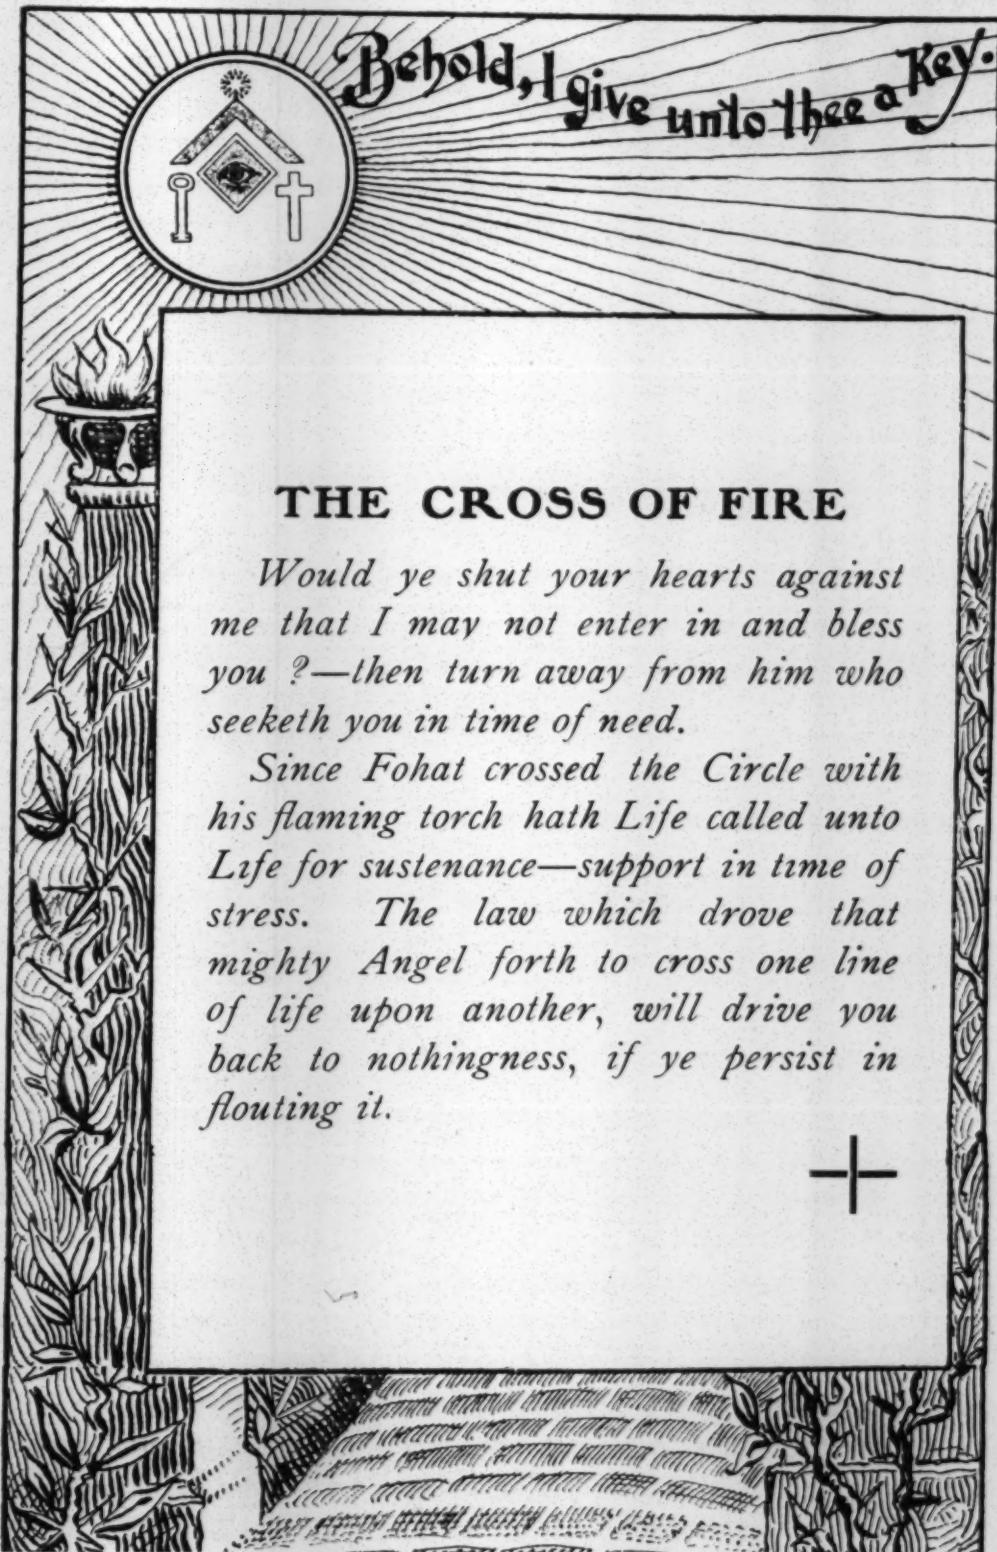 Behold, I give unto thee a Key.
THE CROSS OF FIRE
Would ye shut your hearts against
me that I may not enter in and bless
you ?—then turn away from him who
seeketh you in time of need.
Since Fohat crossed the Circle with
his flaming torch hath Life called unto
Life for sustenance—support in time of
stress. The law which drove that
mighty Angel forth to cross one line
of life upon another, will drive you
back to nothingness, if ye persist in
flouting it.